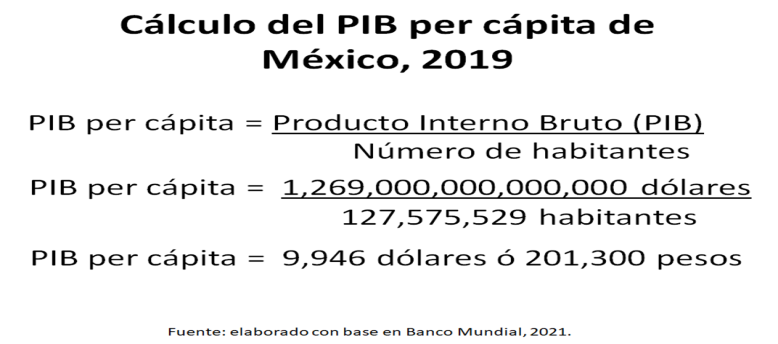 Cálculo del PIB per cápita de
México, 2019
PIB per cápita = Producto Interno Bruto (PIB)
Número de habitantes
PIB per cápita = 1,269,000,000,000,000 dólares
127,575,529 habitantes
PIB per cápita = 9,946 dólares ó 201,300 pesos
Fuente: elaborado con base en Banco Mundial, 2021.